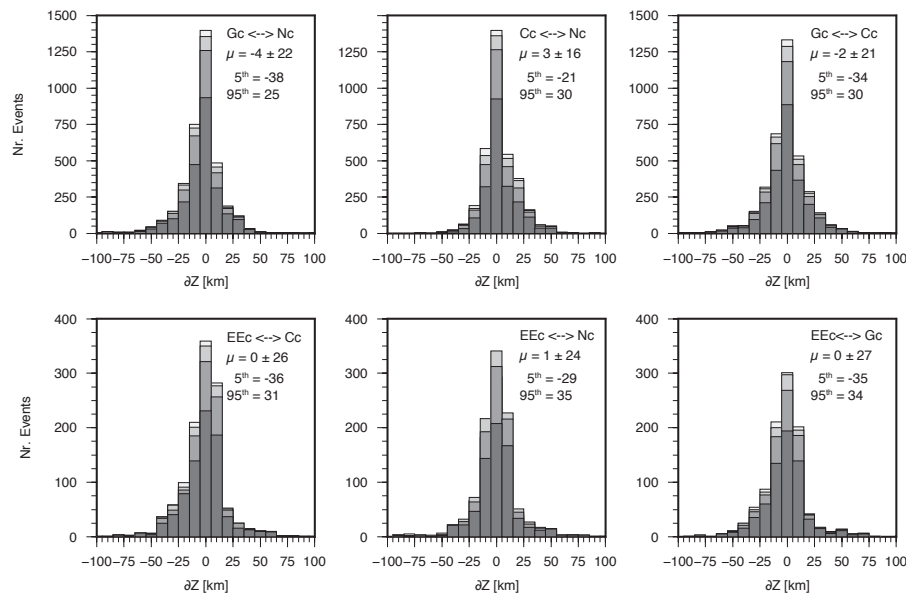 1500
1250
1000
750
500
250
0
Nr. Events
Gc <--> Nc
µ = -4 ± 22
5th = -38
95th = 25
−100 −75 −50 −25 0 25 50 75 100
∂Z [km]
1500
1250
1000
750
500
250
0
Cc <--> Nc
µ = 3 ± 16
5th = -21
95th = 30
−100 −75 −50 −25 0 25 50 75 100
∂Z [km]
1500
1250
1000
750
500
250
0
Gc <--> Cc
µ = -2 ± 21
5th = -34
95th = 30
−100 −75 −50 −25 0 25 50 75 100
∂Z [km]
400
300
200
100
0
Nr. Events
EEc <--> Cc
µ = 0 ± 26
5th = -36
95th = 31
−100 −75 −50 −25 0 25 50 75 100
∂Z [km]
400
300
200
100
0
EEc <--> Nc
µ = 1 ± 24
5th = -29
95th = 35
−100 −75 −50 −25 0 25 50 75 100
∂Z [km]
400
300
200
100
0
EEc<--> Gc
µ = 0 ± 27
5th = -35
95th = 34
−100 −75 −50 −25 0 25 50 75 100
∂Z [km]